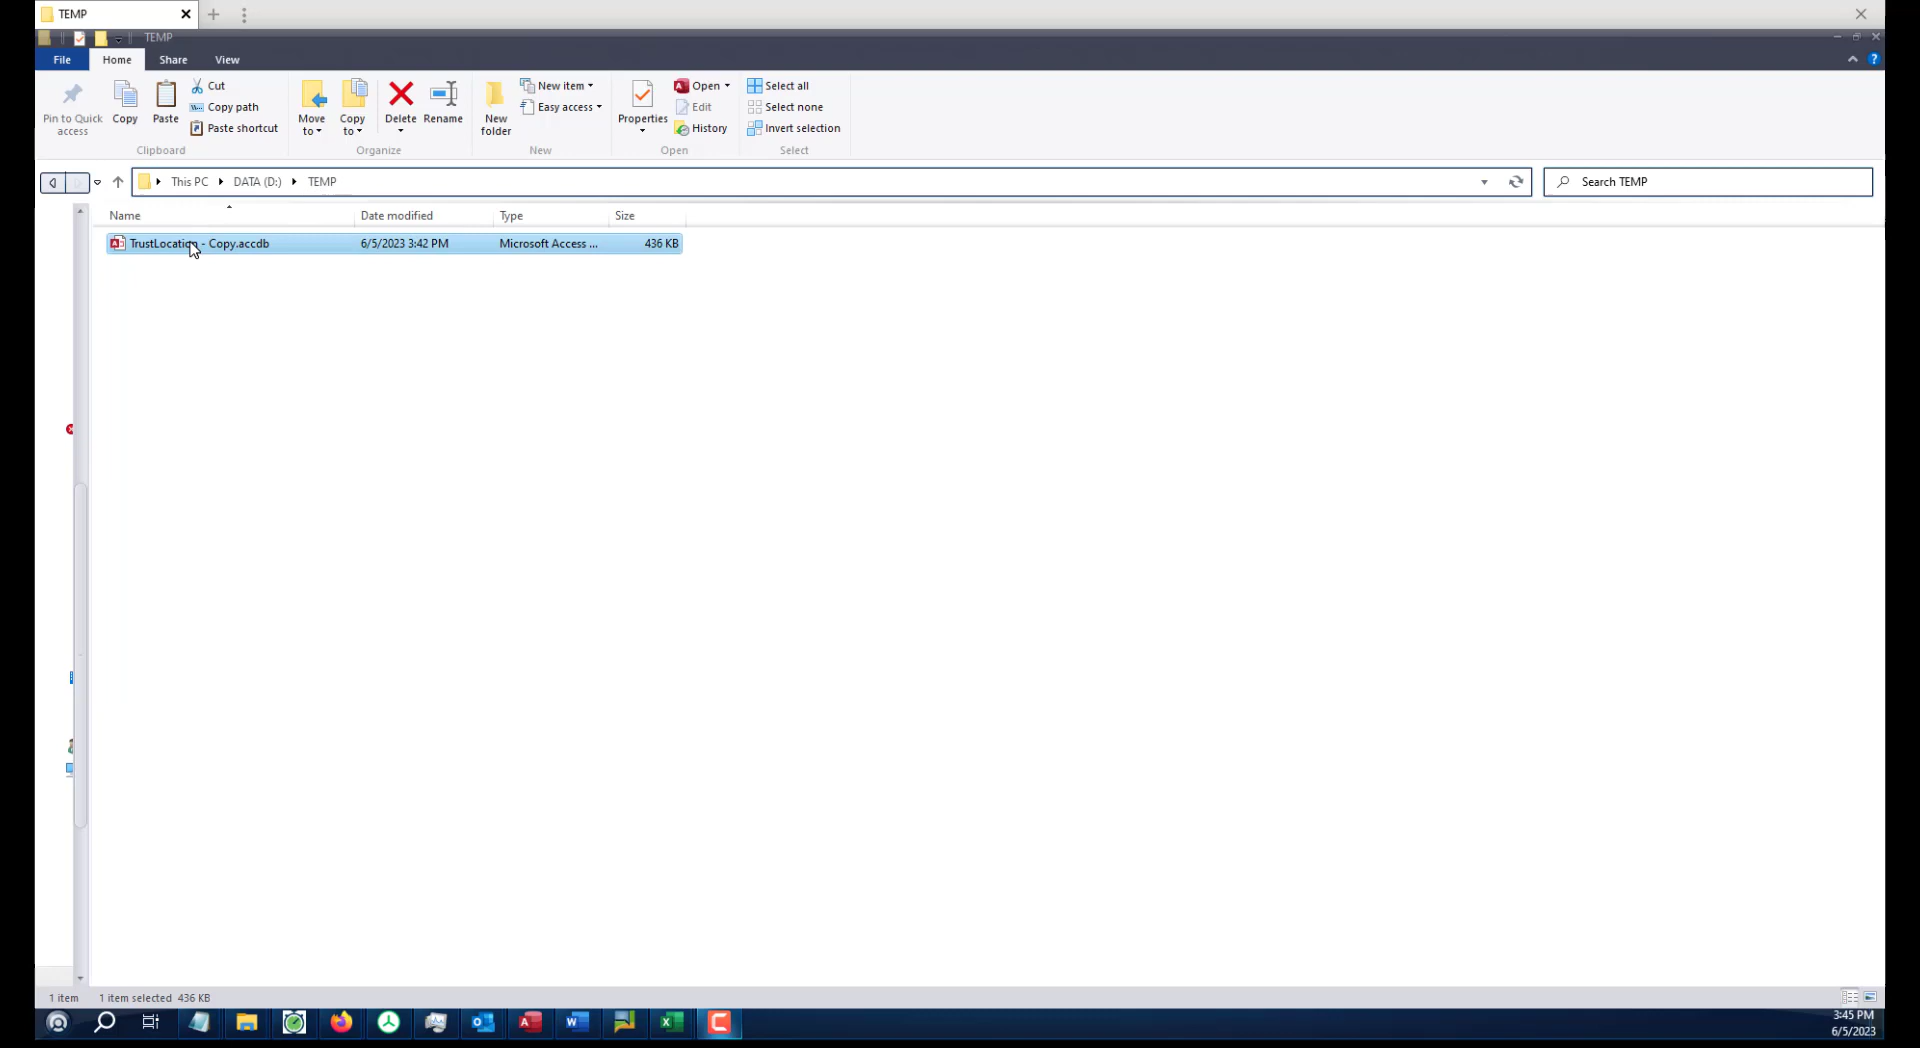 TEMP
TEMP
File Home Share View
Pin to Quick access
Copy
Paste
Cut
Copy path
Paste shortcut
Clipboard
Move to
Copy to
Delete
Rename
Organize
New folder
New item
Easy access
New
Properties
Open
Edit
History
Open
Select all
Select none
Invert selection
Select
This PC DATA (D:) TEMP
Search TEMP
Name Date modified Type Size
TrustLocation - Copy.accdb 6/5/2023 3:42 PM Microsoft Access ... 436 KB
1 item 1 item selected 436 KB
3:45 PM
6/5/2023